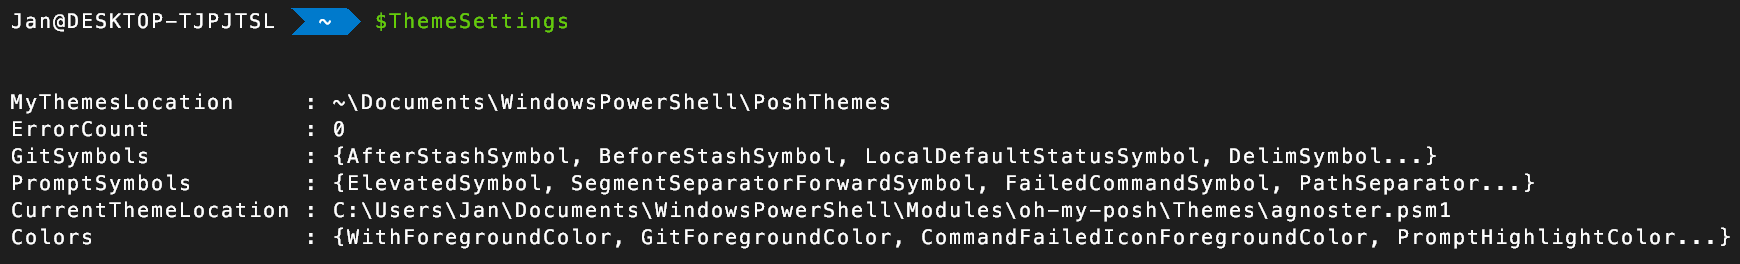 Jan@DESKTOP-TJPJTSL ~ $ThemeSettings
MyThemesLocation : ~\Documents\WindowsPowerShell\PoshThemes
ErrorCount : 0
GitSymbols : {AfterStashSymbol, BeforeStashSymbol, LocalDefaultStatusSymbol, DelimSymbol...}
PromptSymbols : {ElevatedSymbol, SegmentSeparatorForwardSymbol, FailedCommandSymbol, PathSeparator...}
CurrentThemeLocation : C:\Users\Jan\Documents\WindowsPowerShell\Modules\oh-my-posh\Themes\agnoster.psm1
Colors : {WithForegroundColor, GitForegroundColor, CommandFailedIconForegroundColor, PromptHighlightColor...}